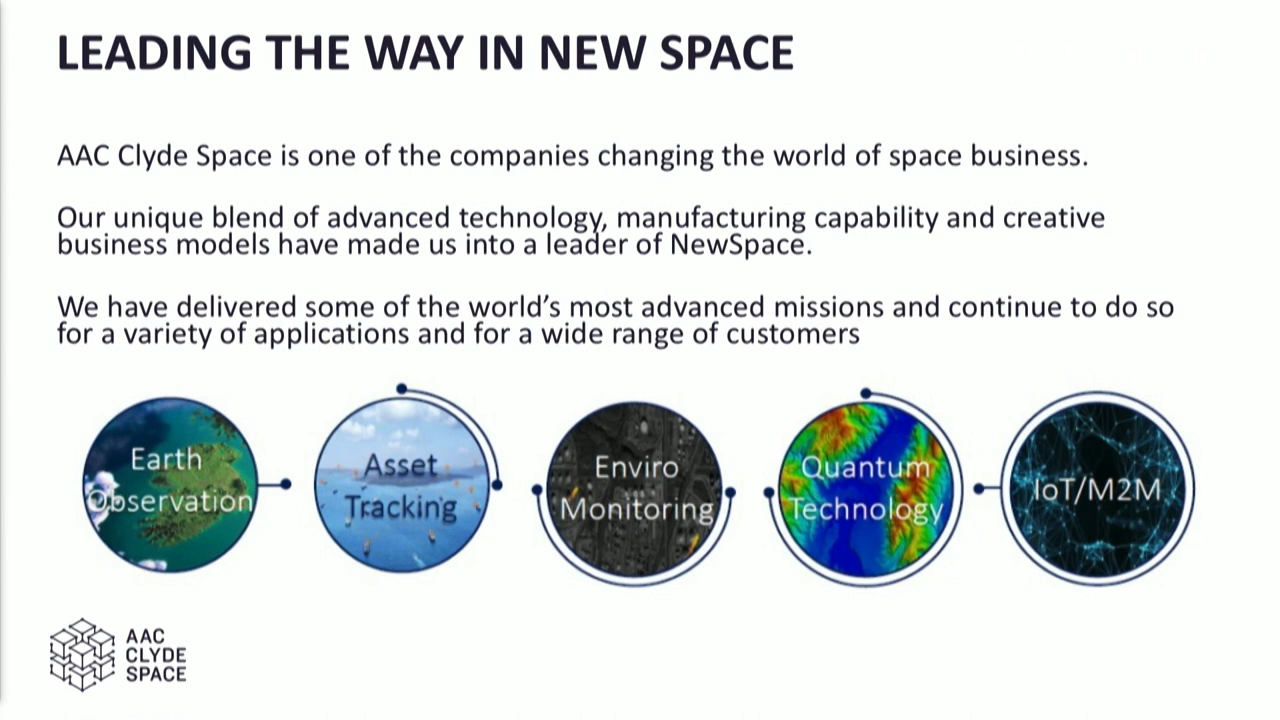 LEADING THE WAY IN NEW SPACE
AAC Clyde Space is one of the companies changing the world of space business.
Our unique blend of advanced technology, manufacturing capability and creative
business models have made us into a leader of NewSpace.
We have delivered some of the world’s most advanced missions and continue to do so
for a variety of applications and for a wide range of customers
Earth
Observation
Asset
Tracking
Enviro
Monitoring
Quantum
Technology
IoT/M2M
AAC
CLYDE
SPACE